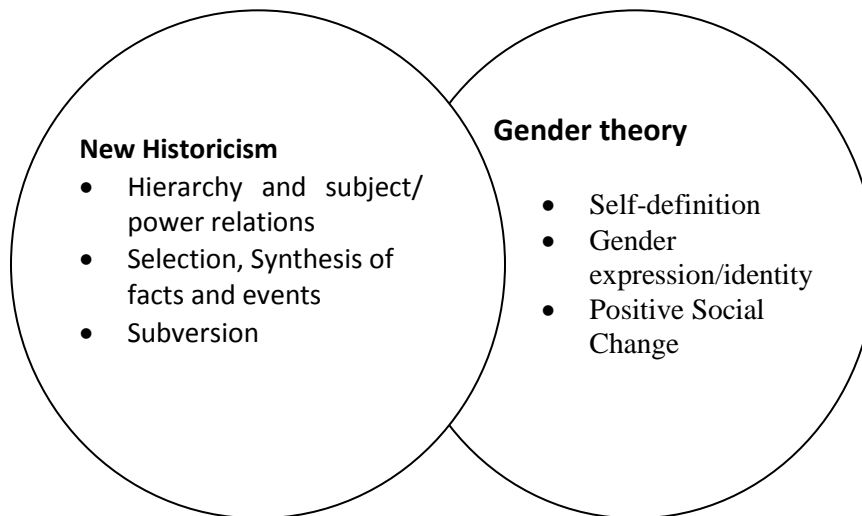 New Historicism
• Hierarchy and subject/
power relations
• Selection, Synthesis of
facts and events
• Subversion
Gender theory
• Self-definition
• Gender
expression/identity
• Positive Social
Change